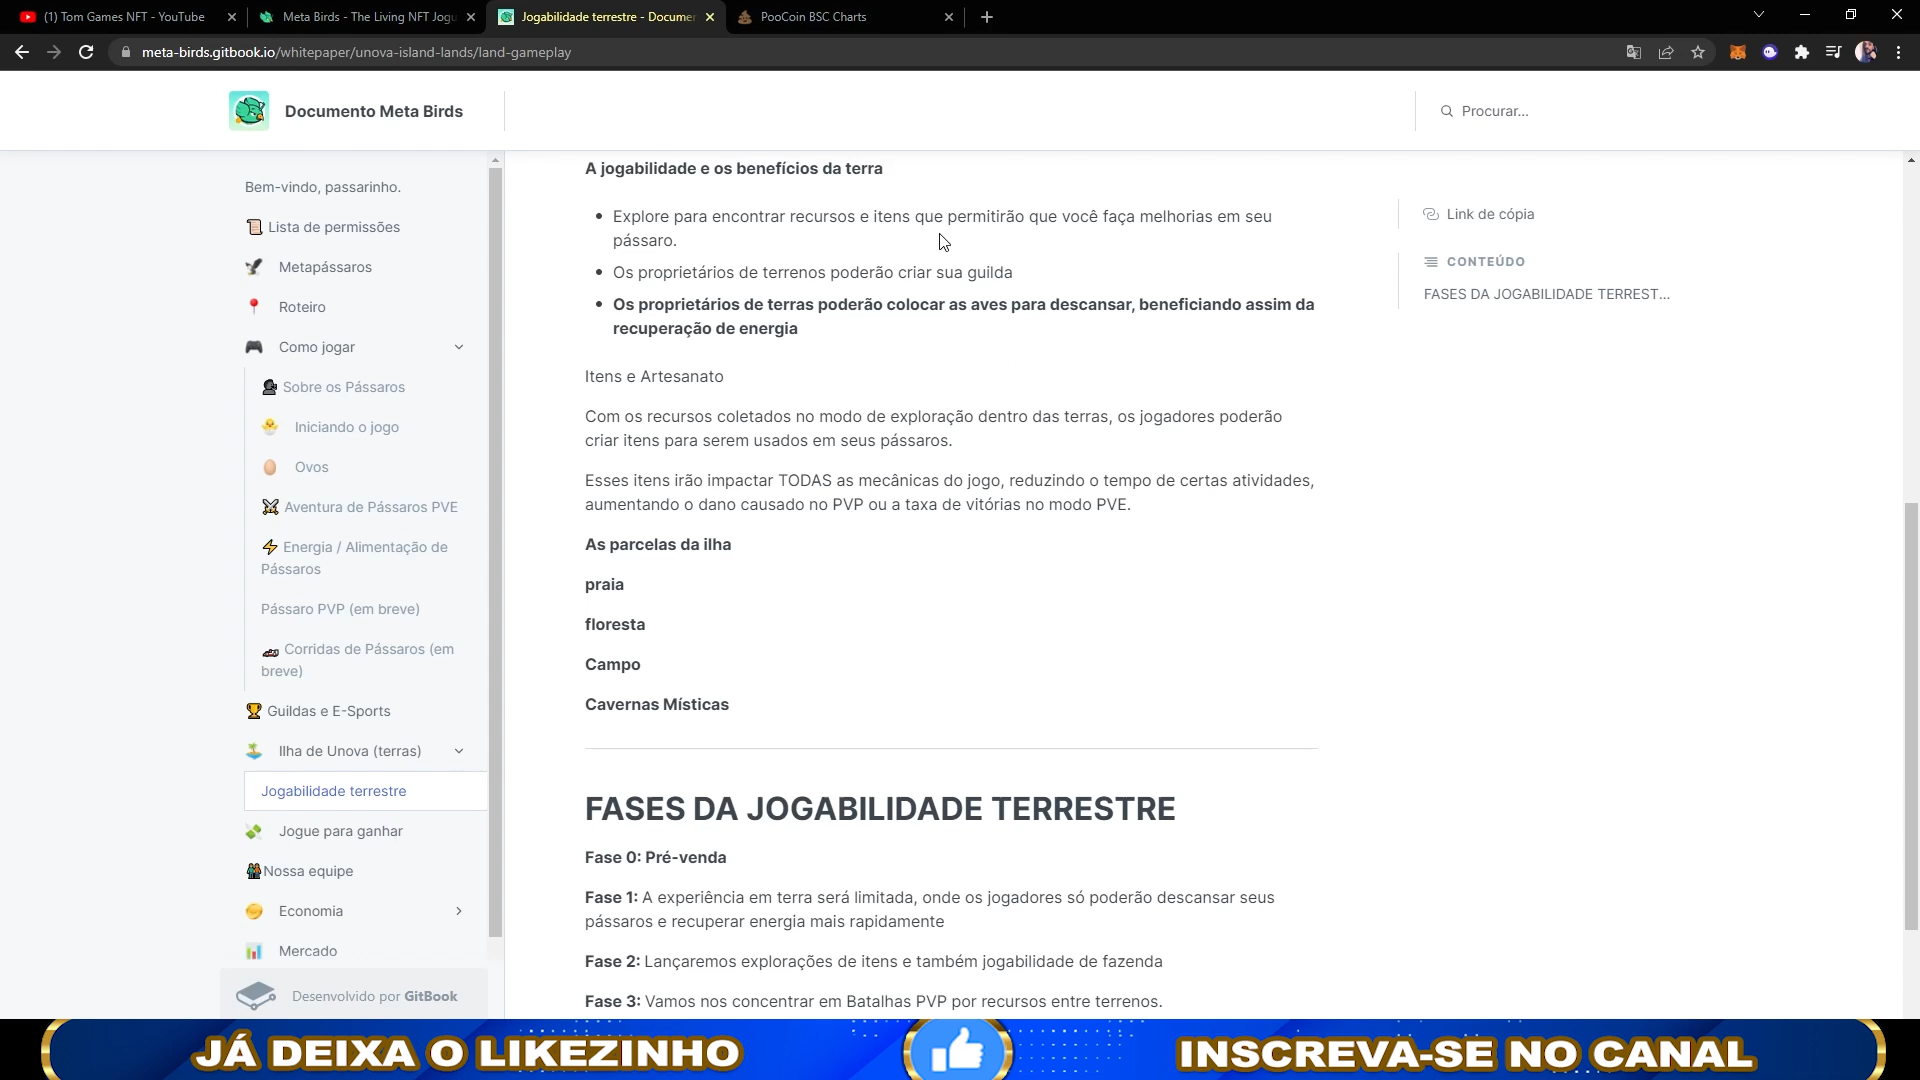 (1) Tom Games NFT - YouTube
Meta Birds - The Living NFT Jogu
Jogabilidade terrestre - Documen
PooCoin BSC Charts
meta-birds.gitbook.io/whitepaper/unova-island-lands/land-gameplay
Documento Meta Birds
Procurar...
Bem-vindo, passarinho.
Lista de permissões
Metapássaros
Roteiro
Como jogar
Sobre os Pássaros
Iniciando o jogo
Ovos
Aventura de Pássaros PVE
Energia / Alimentação de
Pássaros
Pássaro PVP (em breve)
Corridas de Pássaros (em
breve)
Guildas e E-Sports
Ilha de Unova (terras)
Jogabilidade terrestre
Jogue para ganhar
Nossa equipe
Economia
Mercado
Desenvolvido por GitBook
A jogabilidade e os benefícios da terra
Explore para encontrar recursos e itens que permitirão que você faça melhorias em seu
pássaro.
Os proprietários de terrenos poderão criar sua guilda
Os proprietários de terras poderão colocar as aves para descansar, beneficiando assim da
recuperação de energia
Itens e Artesanato
Com os recursos coletados no modo de exploração dentro das terras, os jogadores poderão
criar itens para serem usados em seus pássaros.
Esses itens irão impactar TODAS as mecânicas do jogo, reduzindo o tempo de certas atividades,
aumentando o dano causado no PVP ou a taxa de vitórias no modo PVE.
As parcelas da ilha
praia
floresta
Campo
Cavernas Místicas
FASES DA JOGABILIDADE TERRESTRE
Fase 0: Pré-venda
Fase 1: A experiência em terra será limitada, onde os jogadores só poderão descansar seus
pássaros e recuperar energia mais rapidamente
Fase 2: Lançaremos explorações de itens e também jogabilidade de fazenda
Fase 3: Vamos nos concentrar em Batalhas PVP por recursos entre terrenos.
Link de cópia
CONTEÚDO
FASES DA JOGABILIDADE TERREST...
JÁ DEIXA O LIKEZINHO
INSCREVA-SE NO CANAL